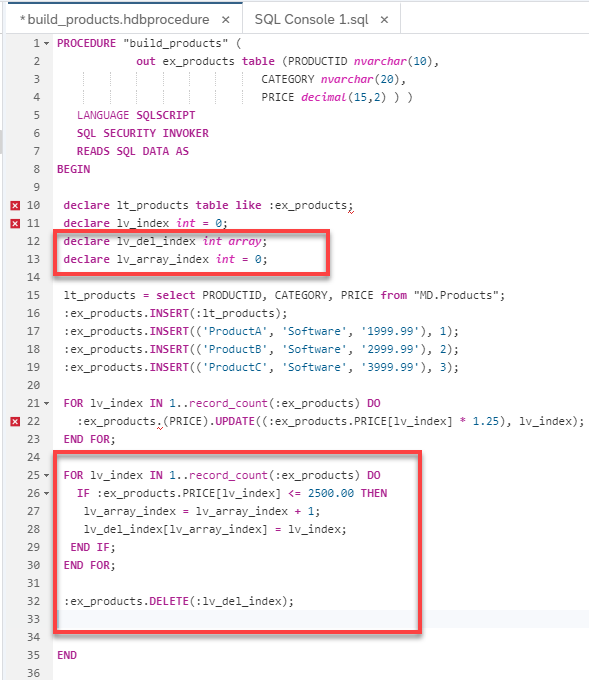 *build_products.hdbprocedure × SQL Console 1.sql ×
1 PROCEDURE "build_products" (
2 out ex_products table (PRODUCTID nvarchar(10),
3 CATEGORY nvarchar(20),
4 PRICE decimal(15,2) ) )
5 LANGUAGE SQLSCRIPT
6 SQL SECURITY INVOKER
7 READS SQL DATA AS
8 BEGIN
9
10 declare lt_products table like :ex_products;
11 declare lv_index int = 0;
12 declare lv_del_index int array;
13 declare lv_array_index int = 0;
14
15 lt_products = select PRODUCTID, CATEGORY, PRICE from "MD.Products";
16 :ex_products.INSERT(:lt_products);
17 :ex_products.INSERT(('ProductA', 'Software', '1999.99'), 1);
18 :ex_products.INSERT(('ProductB', 'Software', '2999.99'), 2);
19 :ex_products.INSERT(('ProductC', 'Software', '3999.99'), 3);
20
21 FOR lv_index IN 1..record_count(:ex_products) DO
22 :ex_products.(PRICE).UPDATE((:ex_products.PRICE[lv_index] * 1.25), lv_index);
23 END FOR;
24
25 FOR lv_index IN 1..record_count(:ex_products) DO
26 IF :ex_products.PRICE[lv_index] <= 2500.00 THEN
27 lv_array_index = lv_array_index + 1;
28 lv_del_index[lv_array_index] = lv_index;
29 END IF;
30 END FOR;
31
32 :ex_products.DELETE(:lv_del_index);
33
34
35 END
36